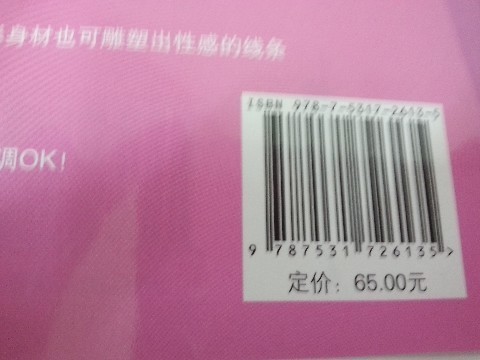 身材也可雕塑出性感的线条
调OK!
ISBN 978-7-5317-2613-5
9 787531 726135 >
定价：65.00元